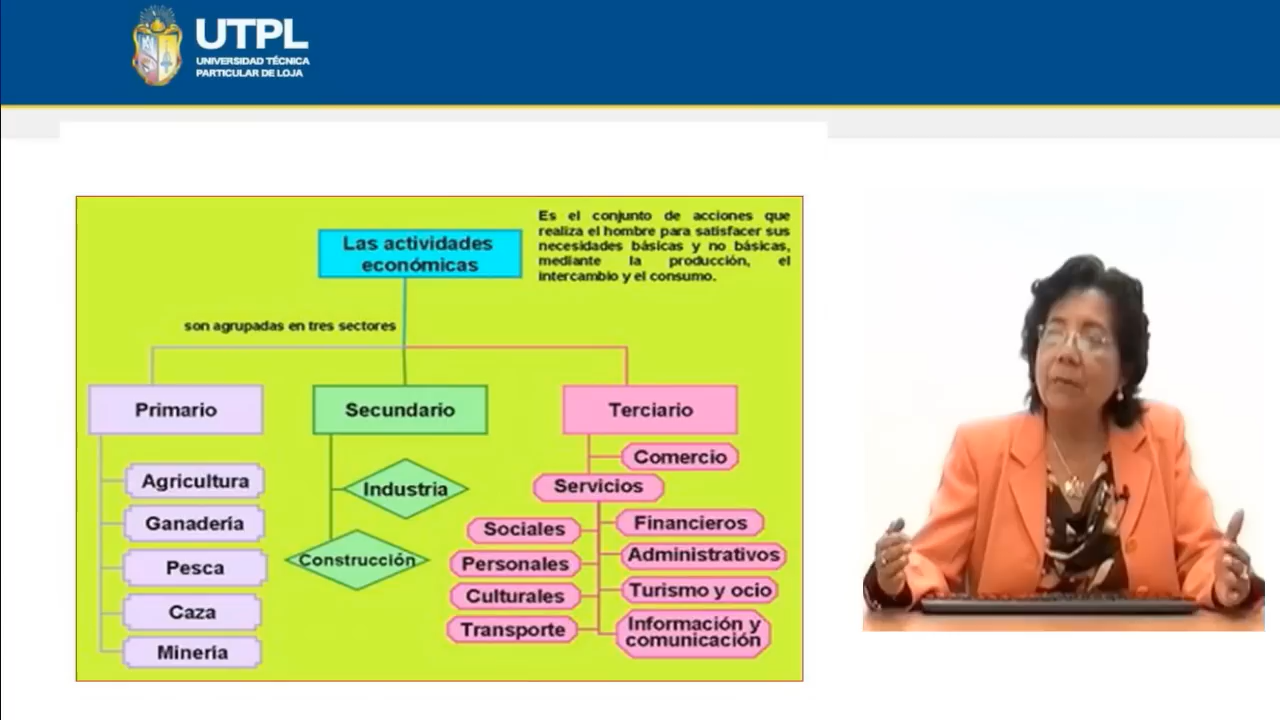 UTPL
UNIVERSIDAD TÉCNICA
PARTICULAR DE LOJA
Las actividades
económicas
Es el conjunto de acciones que
realiza el hombre para satisfacer sus
necesidades básicas y no básicas,
mediante la producción, el
intercambio y el consumo.
son agrupadas en tres sectores
Primario
Agricultura
Ganadería
Pesca
Caza
Minería
Secundario
Industria
Construcción
Terciario
Comercio
Servicios
Sociales
Personales
Culturales
Transporte
Financieros
Administrativos
Turismo y ocio
Información y
comunicación